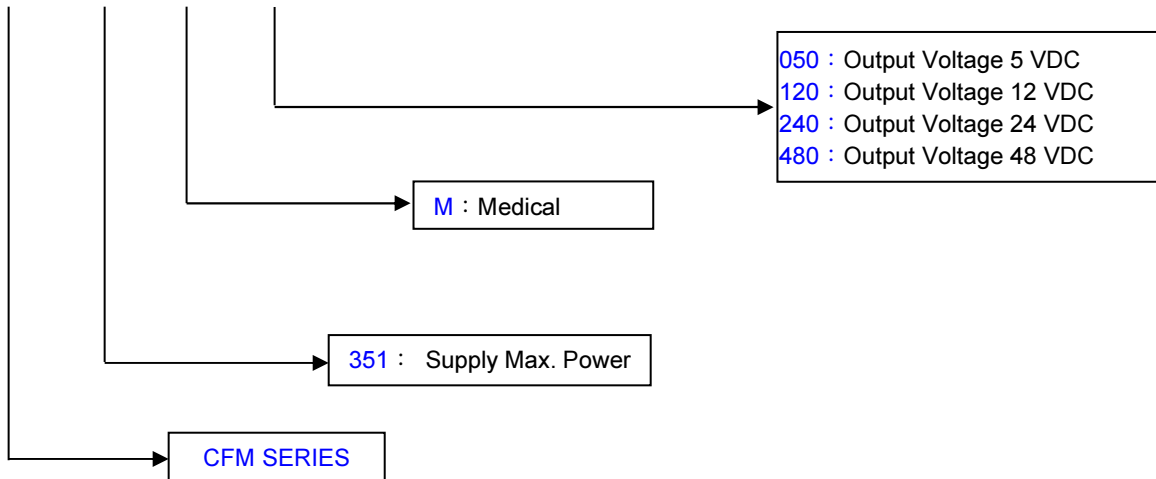 050：Output Voltage 5 VDC
120：Output Voltage 12 VDC
240：Output Voltage 24 VDC
480：Output Voltage 48 VDC
M：Medical
351： Supply Max. Power
CFM SERIES